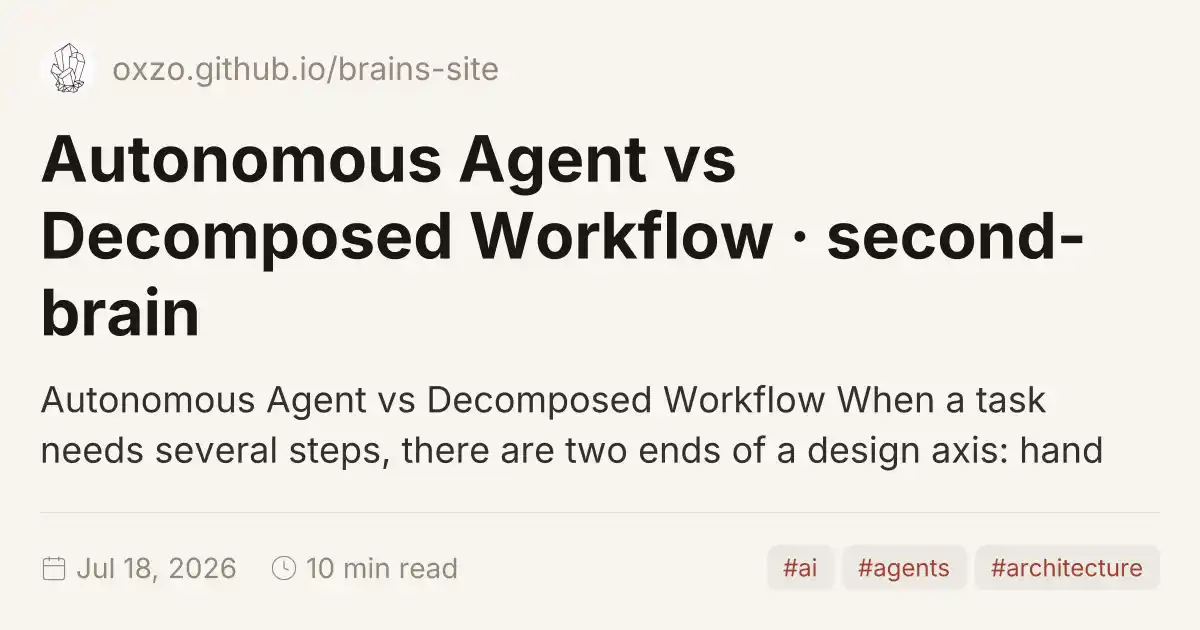 oxzo.github.io/brains-site
Autonomous Agent vs
Decomposed Workflow · second-
brain
Autonomous Agent vs Decomposed Workflow When a task
needs several steps, there are two ends of a design axis: hand
Jul 18, 2026 10 min read #ai #agents #architecture